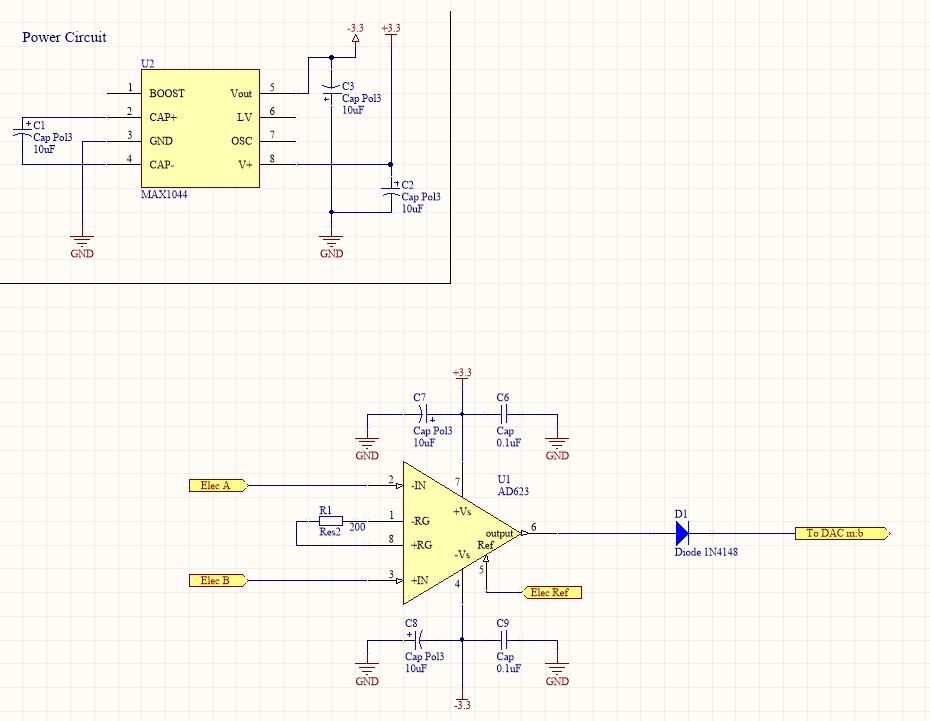 Power Circuit
-3.3 +3.3
U2
1 BOOST Vout 5
2 CAP+ LV 6
3 GND OSC 7
4 CAP- V+ 8
MAX1044
C1
Cap Pol3
10uF
C3
Cap Pol3
10uF
C2
Cap Pol3
10uF
GND
GND
+3.3
C7
Cap Pol3
10uF
C6
Cap
0.1uF
GND
GND
U1
AD623
Elec A
2 -IN
7
+Vs
R1
Res2
200
1 -RG
8 +RG
output 6
Ref
5
-Vs
4
Elec B
3 +IN
D1
Diode 1N4148
To DAC m:b
Elec Ref
C8
Cap Pol3
10uF
C9
Cap
0.1uF
GND
GND
-3.3